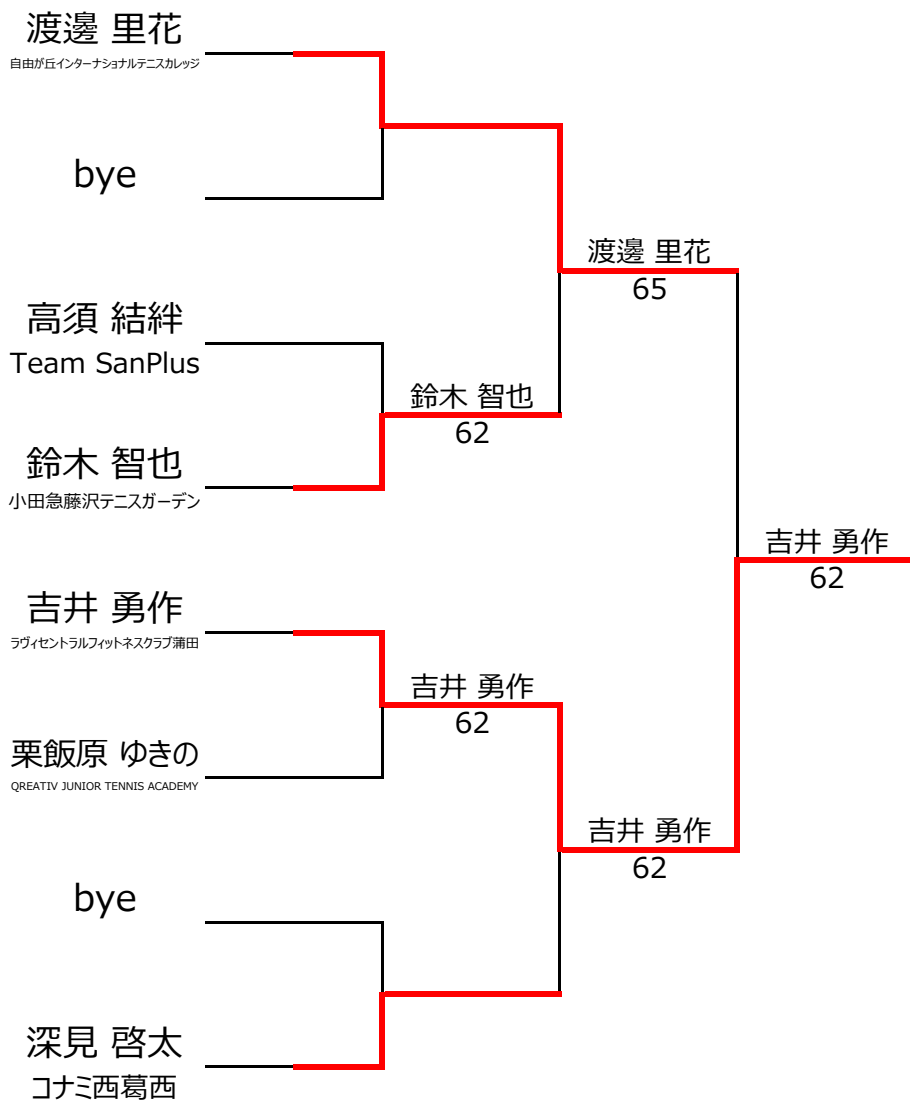 渡邊 里花
自由が丘インターナショナルテニスカレッジ
bye
高須 結絆
Team SanPlus
鈴木 智也
小田急藤沢テニスガーデン
吉井 勇作
ラヴィセントラルフィットネスクラブ蒲田
栗飯原 ゆきの
QREATIV JUNIOR TENNIS ACADEMY
bye
深見 啓太
コナミ西葛西
鈴木 智也
62
吉井 勇作
62
渡邊 里花
65
吉井 勇作
62
吉井 勇作
62